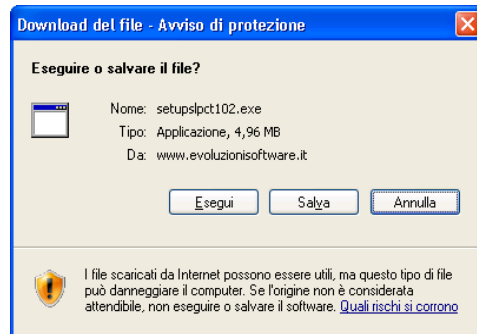 Download del file - Avviso di protezione
Eseguire o salvare il file?
Nome: setupslpct102.exe
Tipo: Applicazione, 4,96 MB
Da: www.evoluzionisoftware.it
Esegui Salva Annulla
I file scaricati da Internet possono essere utili, ma questo tipo di file
può danneggiare il computer. Se l'origine non è considerata
attendibile, non eseguire o salvare il software. Quali rischi si corrono